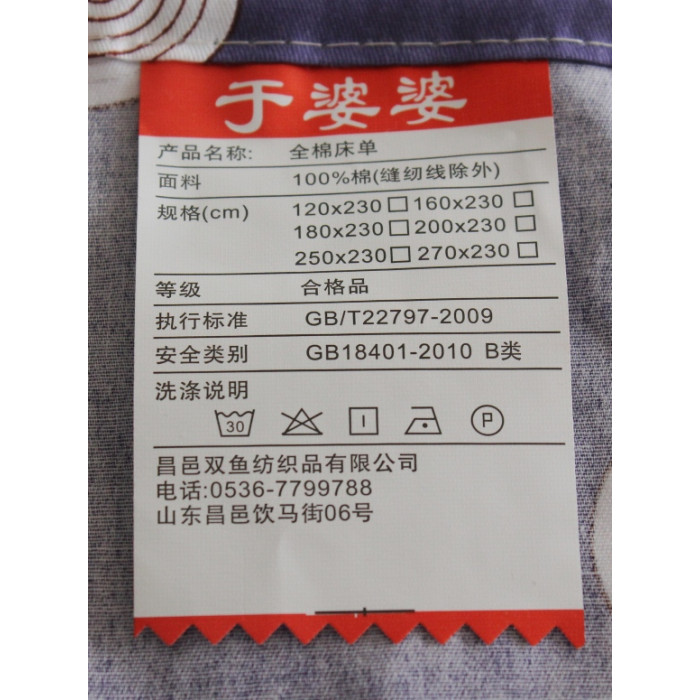 于婆婆
产品名称: 全棉床单
面料 100%棉(缝纫线除外)
规格(cm) 120x230 160x230
180x230 200x230
250x230 270x230
等级 合格品
执行标准 GB/T22797-2009
安全类别 GB18401-2010 B类
洗涤说明
30 P
昌邑双鱼纺织品有限公司
电话:0536-7799788
山东昌邑饮马街06号